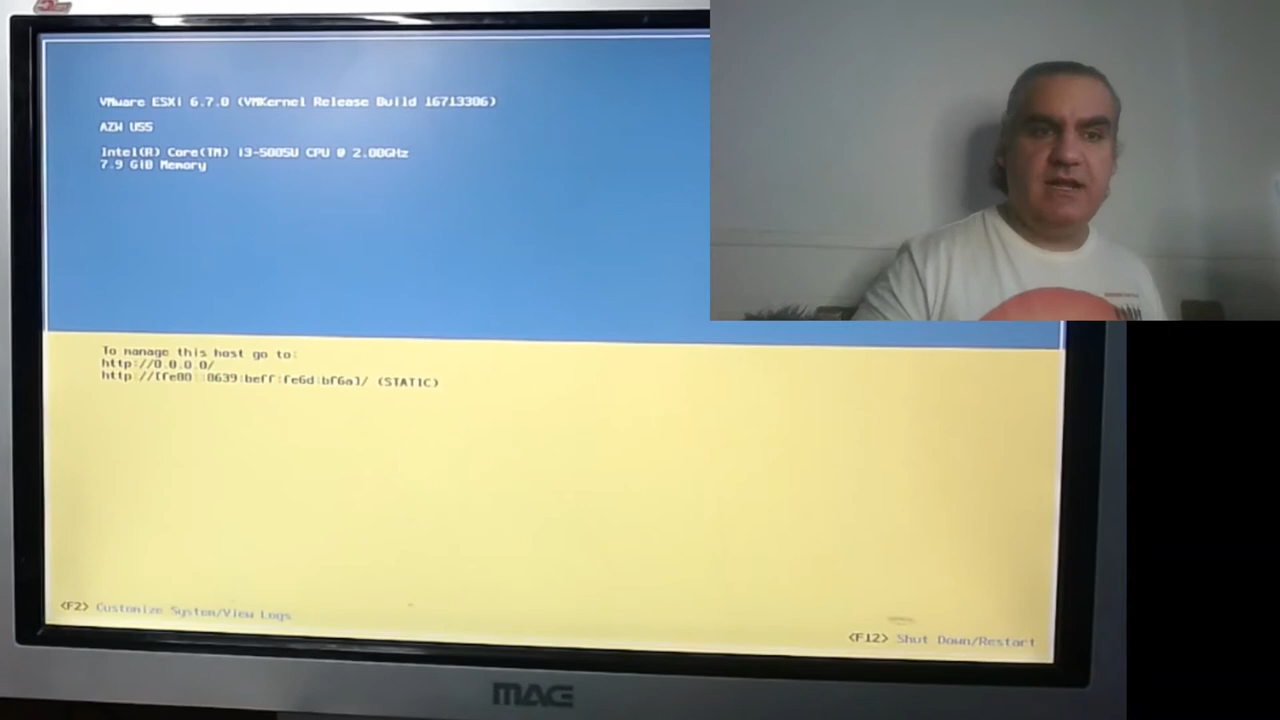 VMware ESXi 6.7.0 (VMKernel Release Build 16713306)
AZW U55
Intel(R) Core(TM) i3-5005U CPU @ 2.00GHz
7.9 GiB Memory
To manage this host go to:
http://0.0.0.0/
http://[fe80::8639:beff:fe6d:bf6a]/ (STATIC)
<F2> Customize System/View Logs
<F12> Shut Down/Restart
MAG